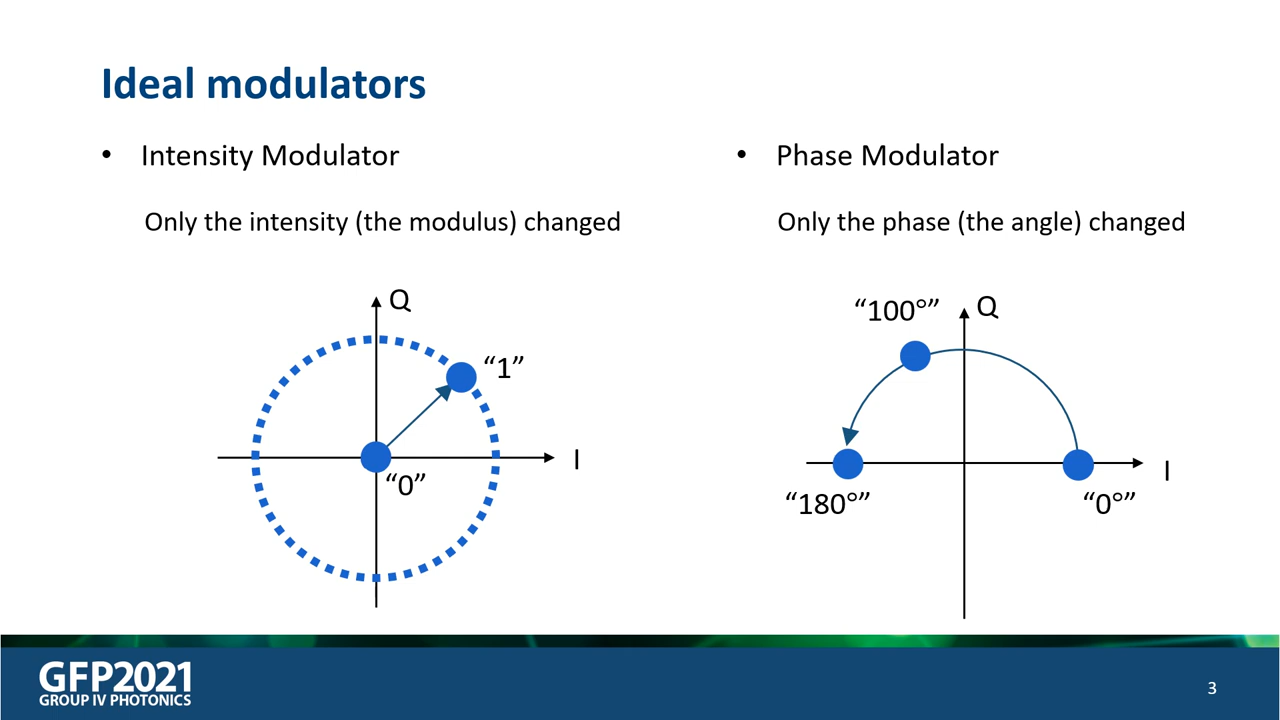 Ideal modulators
• Intensity Modulator
Only the intensity (the modulus) changed
Q
“1”
I
“0”
• Phase Modulator
Only the phase (the angle) changed
“100°”
Q
I
“180°”
“0°”
GFP2021
GROUP IV PHOTONICS
3